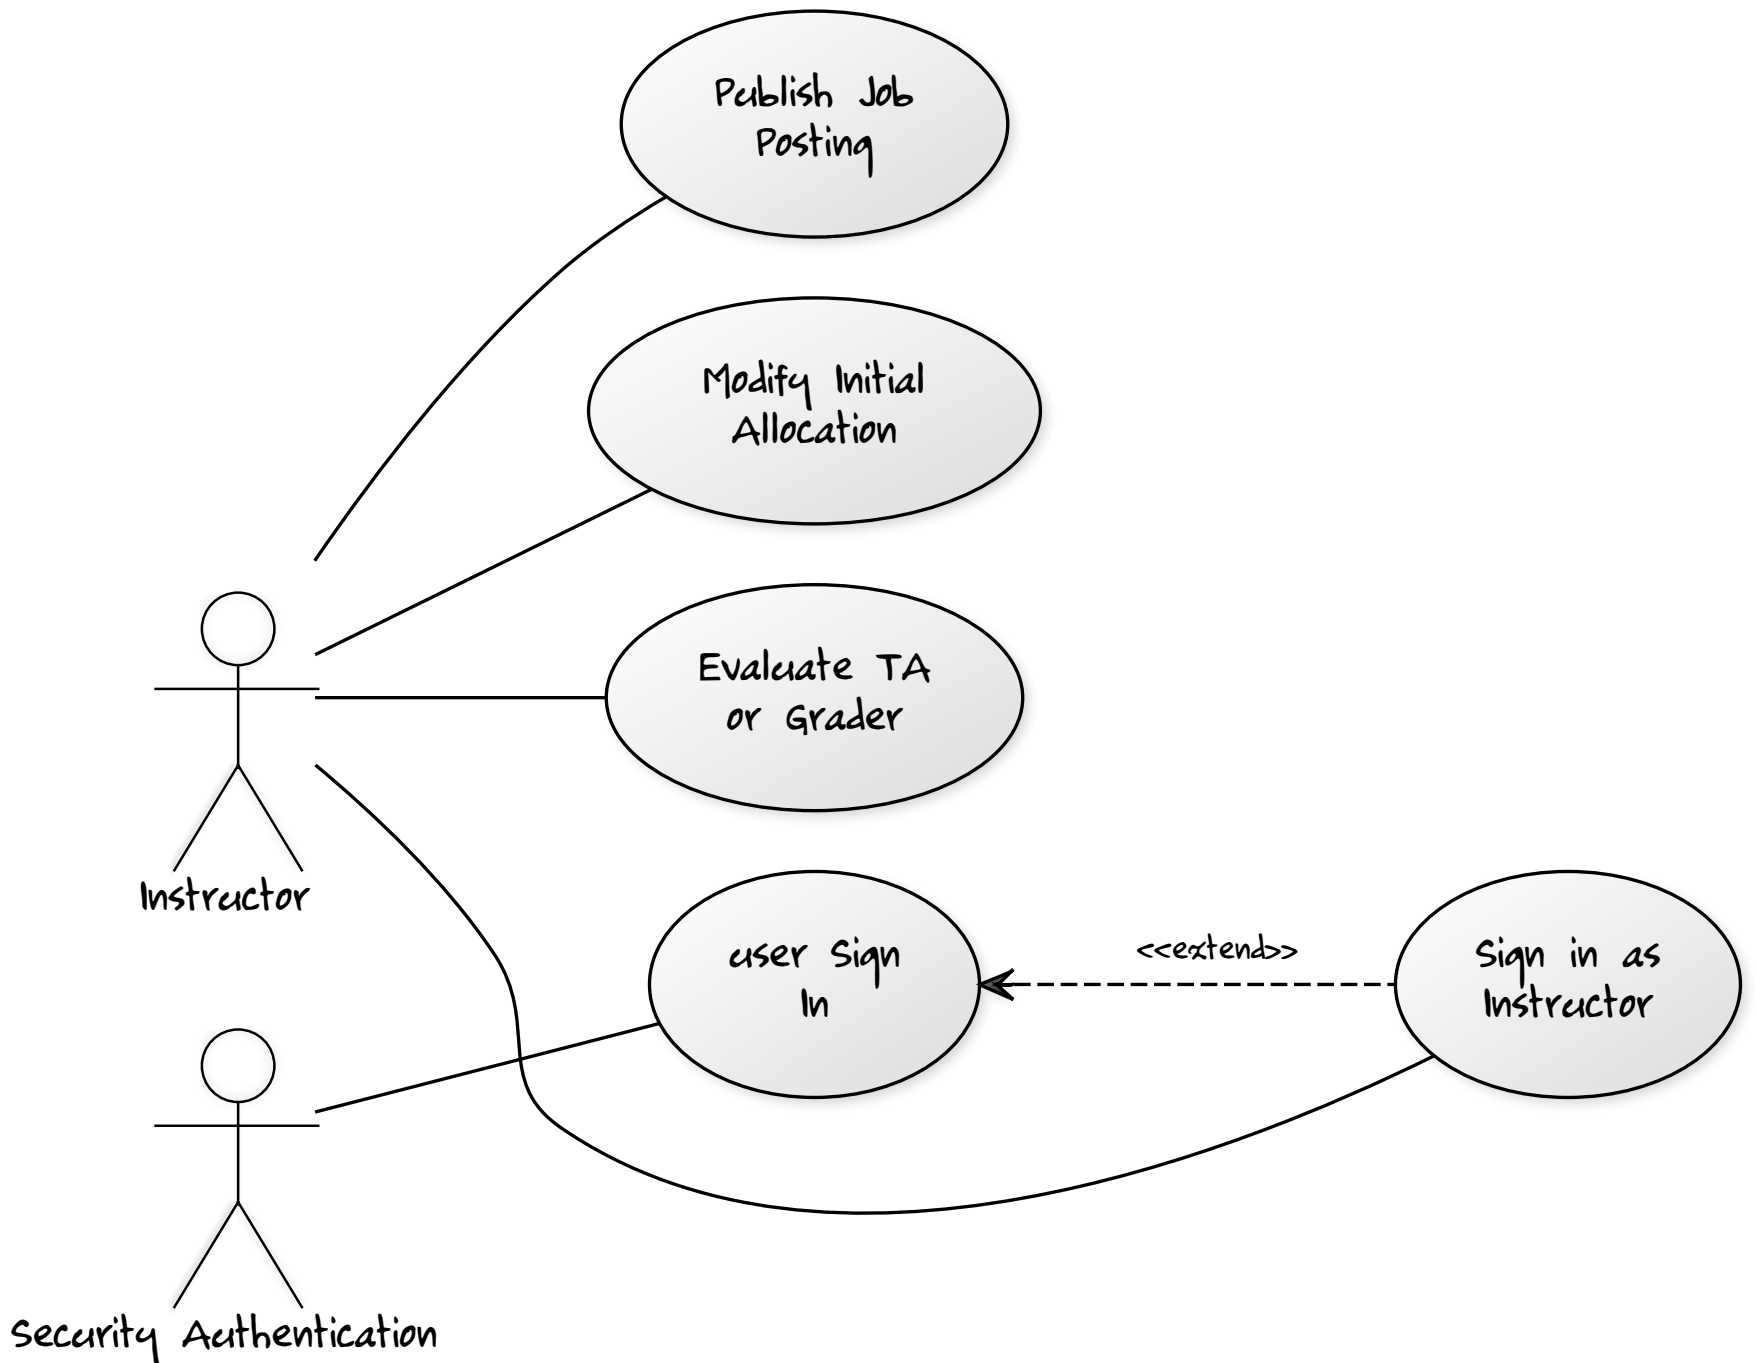 Publish Job
Posting
Modify Initial
Allocation
Evaluate TA
or Grader
Instructor
user Sign
In
<<extend>>
Sign in as
Instructor
Security Authentication